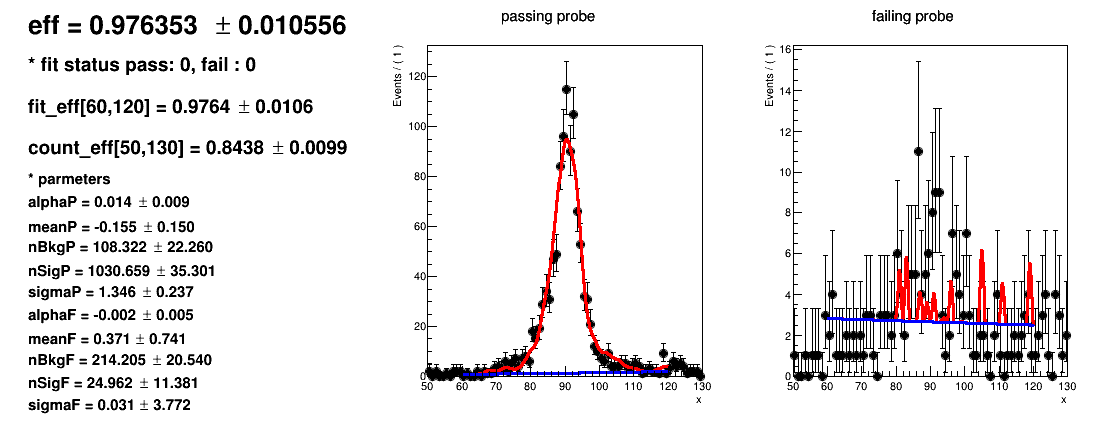 eff = 0.976353 ± 0.010556
* fit status pass: 0, fail : 0
fit_eff[60,120] = 0.9764 ± 0.0106
count_eff[50,130] = 0.8438 ± 0.0099
* parmeters
alphaP = 0.014 ± 0.009
meanP = -0.155 ± 0.150
nBkgP = 108.322 ± 22.260
nSigP = 1030.659 ± 35.301
sigmaP = 1.346 ± 0.237
alphaF = -0.002 ± 0.005
meanF = 0.371 ± 0.741
nBkgF = 214.205 ± 20.540
nSigF = 24.962 ± 11.381
sigmaF = 0.031 ± 3.772
passing probe
Events / ( 1 )
120
100
80
60
40
20
0
50 60 70 80 90 100 110 120 130
x
failing probe
Events / ( 1 )
16
14
12
10
8
6
4
2
0
50 60 70 80 90 100 110 120 130
x